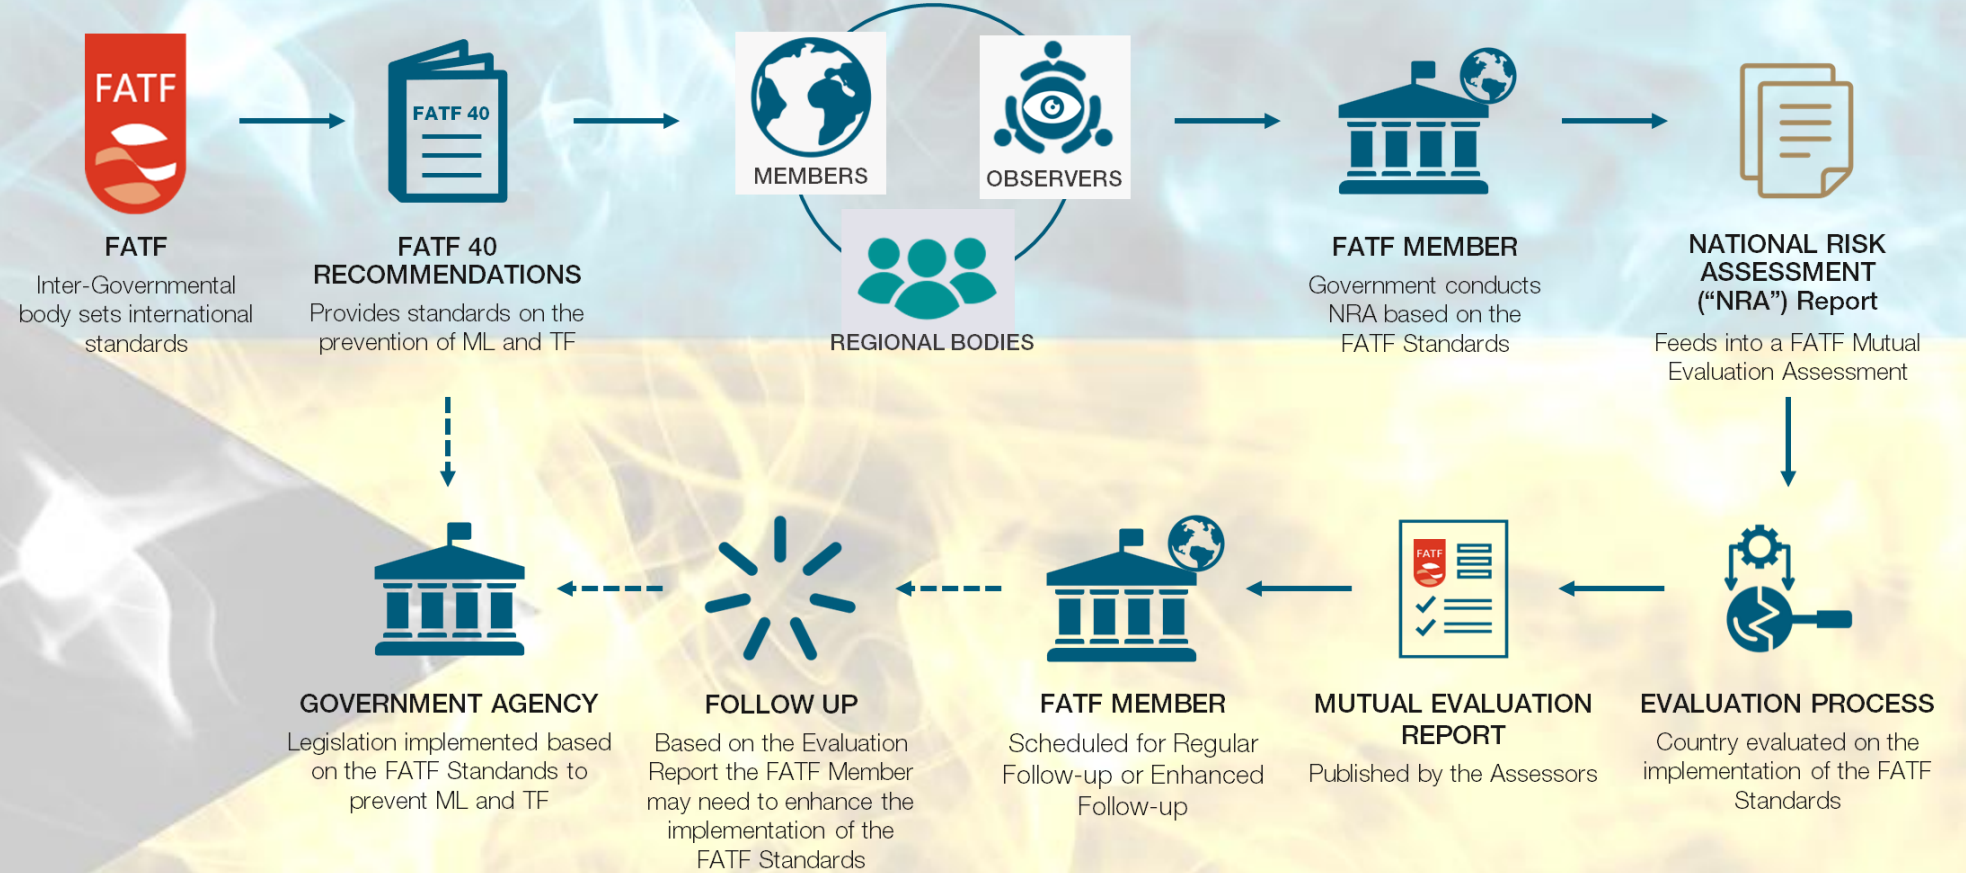 FATF
FATF 40
MEMBERS
OBSERVERS
REGIONAL BODIES
FATF
Inter-Governmental
body sets international
standards
FATF 40
RECOMMENDATIONS
Provides standards on the
prevention of ML and TF
FATF MEMBER
Government conducts
NRA based on the
FATF Standards
NATIONAL RISK
ASSESSMENT
(“NRA”) Report
Feeds into a FATF Mutual
Evaluation Assessment
GOVERNMENT AGENCY
Legislation implemented based
on the FATF Standands to
prevent ML and TF
FOLLOW UP
Based on the Evaluation
Report the FATF Member
may need to enhance the
implementation of the
FATF Standards
FATF MEMBER
Scheduled for Regular
Follow-up or Enhanced
Follow-up
FATF
MUTUAL EVALUATION
REPORT
Published by the Assessors
EVALUATION PROCESS
Country evaluated on the
implementation of the FATF
Standards